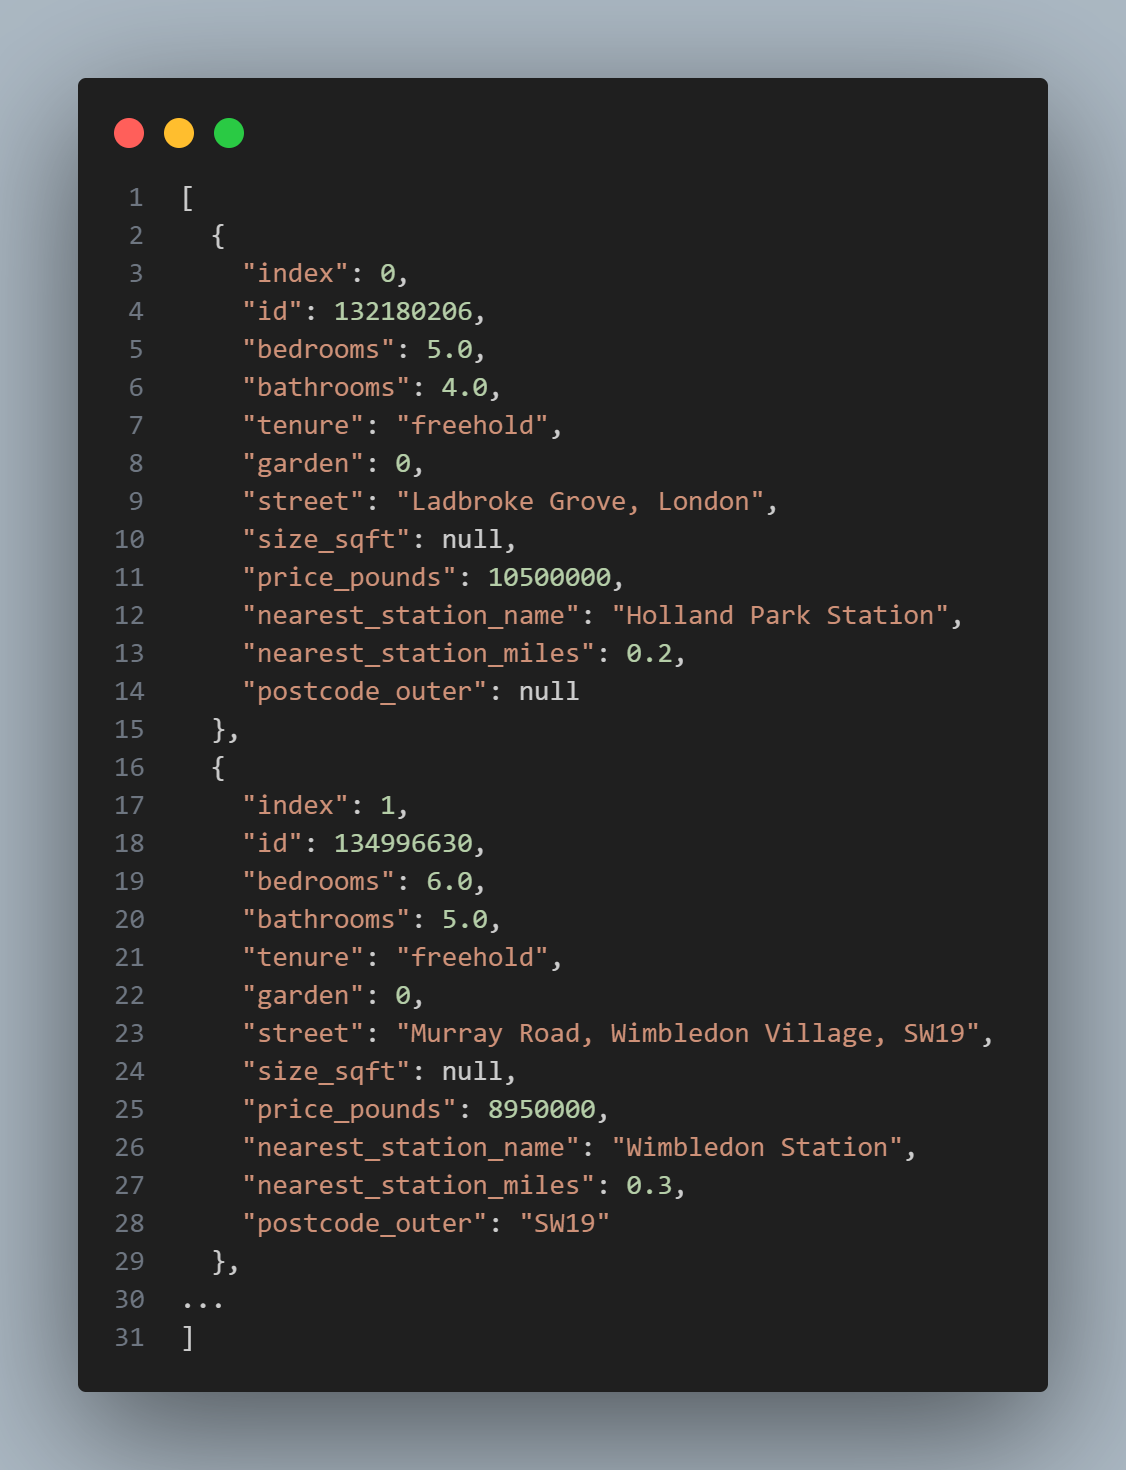 1 [
2 {
3 "index": 0,
4 "id": 132180206,
5 "bedrooms": 5.0,
6 "bathrooms": 4.0,
7 "tenure": "freehold",
8 "garden": 0,
9 "street": "Ladbroke Grove, London",
10 "size_sqft": null,
11 "price_pounds": 10500000,
12 "nearest_station_name": "Holland Park Station",
13 "nearest_station_miles": 0.2,
14 "postcode_outer": null
15 },
16 {
17 "index": 1,
18 "id": 134996630,
19 "bedrooms": 6.0,
20 "bathrooms": 5.0,
21 "tenure": "freehold",
22 "garden": 0,
23 "street": "Murray Road, Wimbledon Village, SW19",
24 "size_sqft": null,
25 "price_pounds": 8950000,
26 "nearest_station_name": "Wimbledon Station",
27 "nearest_station_miles": 0.3,
28 "postcode_outer": "SW19"
29 },
30 ...
31 ]